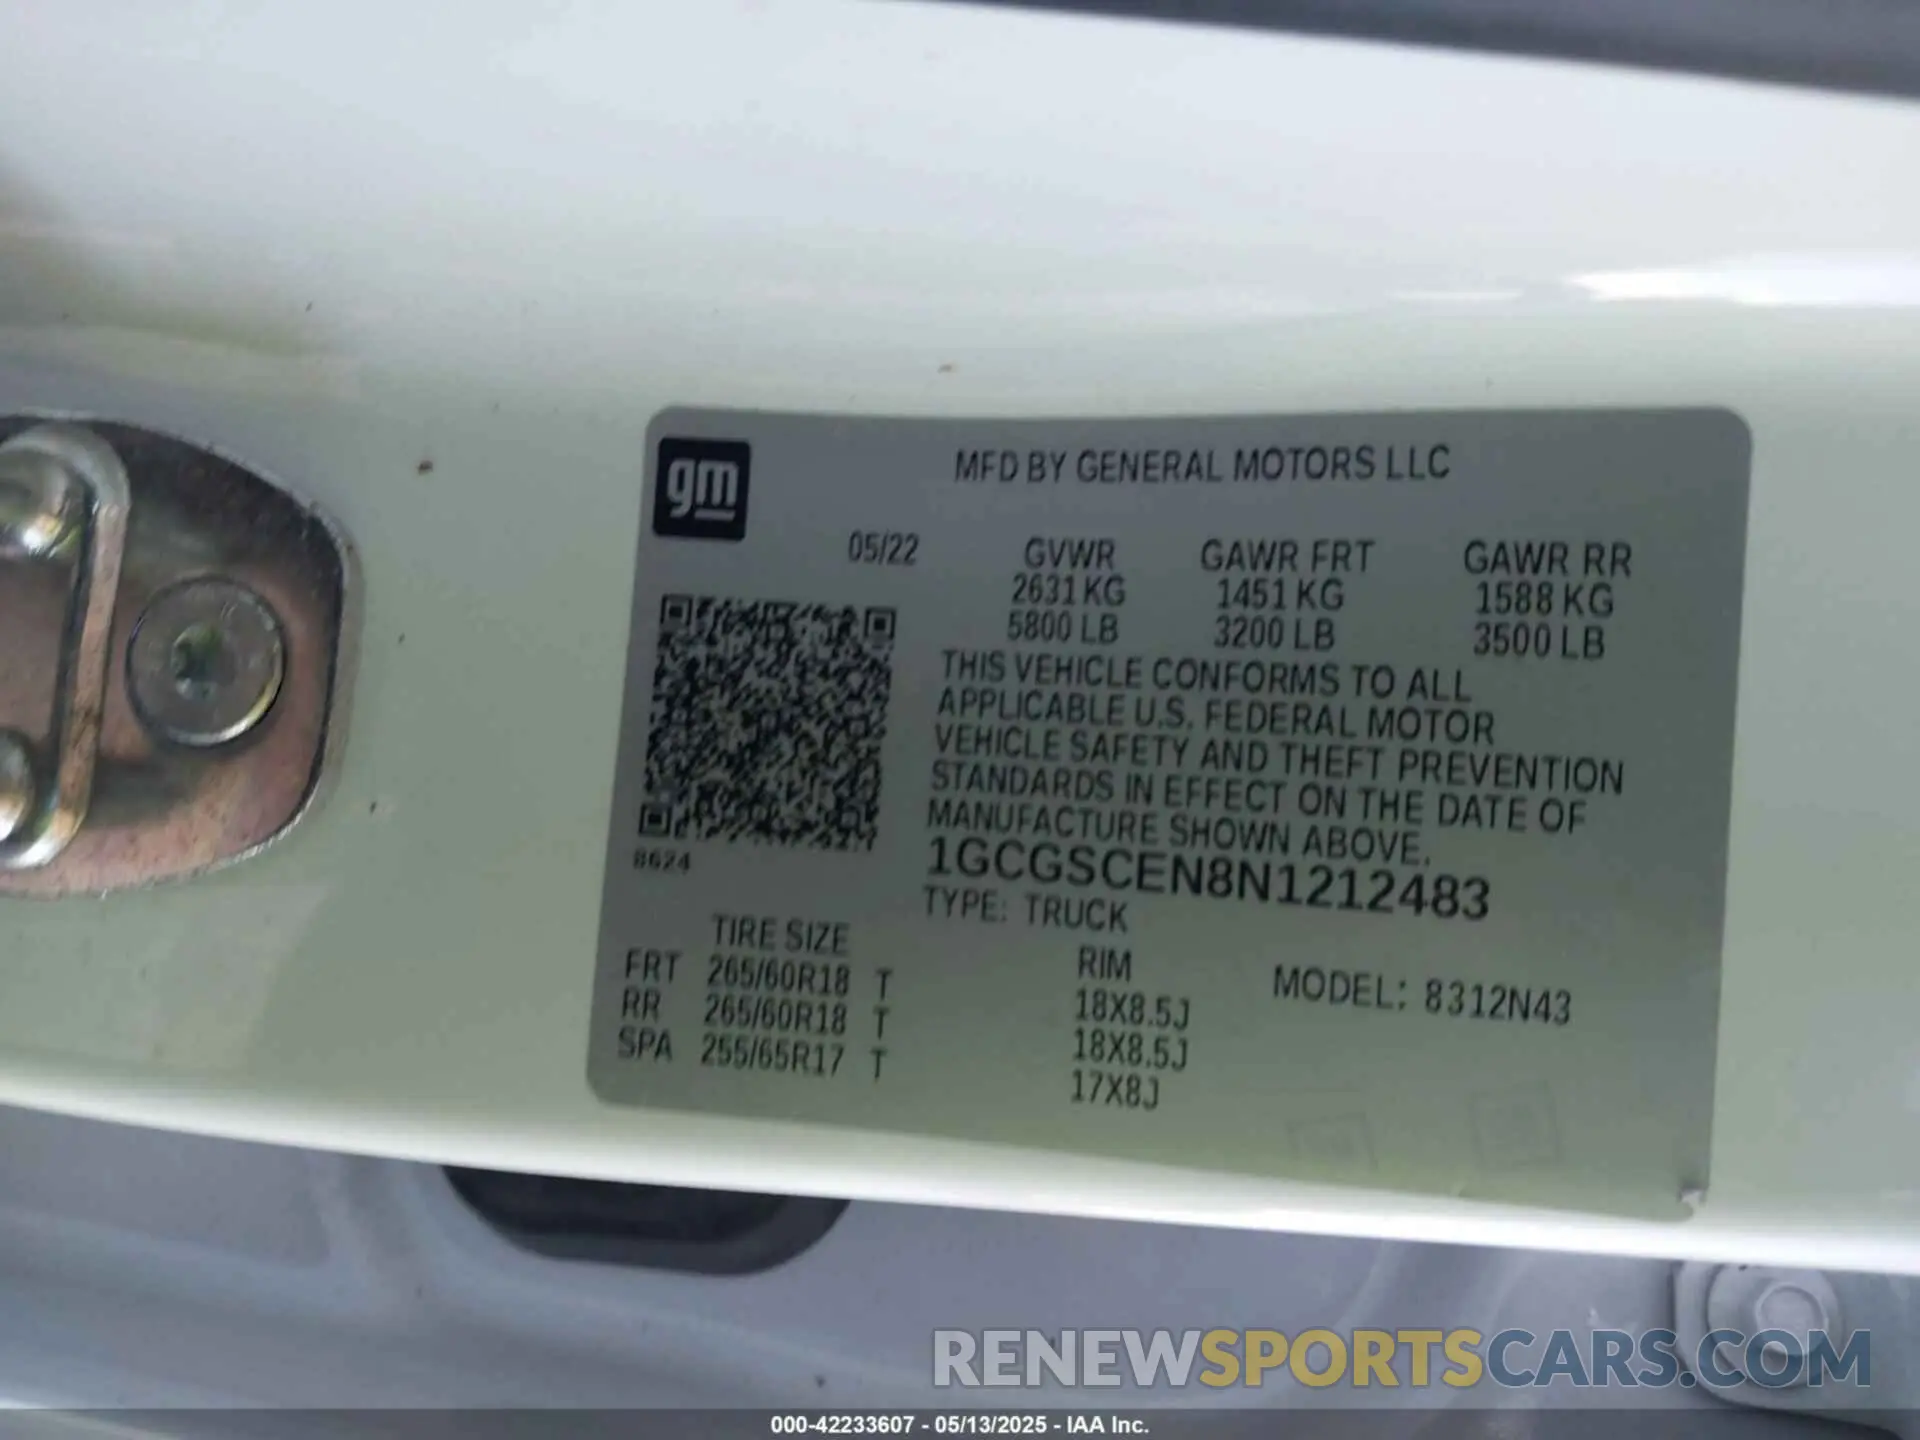 gm
MFD BY GENERAL MOTORS LLC
05/22 GVWR GAWR FRT GAWR RR
2631 KG 1451 KG 1588 KG
5800 LB 3200 LB 3500 LB
THIS VEHICLE CONFORMS TO ALL
APPLICABLE U.S. FEDERAL MOTOR
VEHICLE SAFETY AND THEFT PREVENTION
STANDARDS IN EFFECT ON THE DATE OF
MANUFACTURE SHOWN ABOVE.
8624
1GCGSCEN8N1212483
TYPE: TRUCK
TIRE SIZE RIM
FRT 265/60R18 T 18X8.5J
RR 265/60R18 T 18X8.5J
SPA 255/65R17 T 17X8J
MODEL: 8312N43
RENEWSPORTSCARS.COM
000-42233607 - 05/13/2025 - IAA Inc.